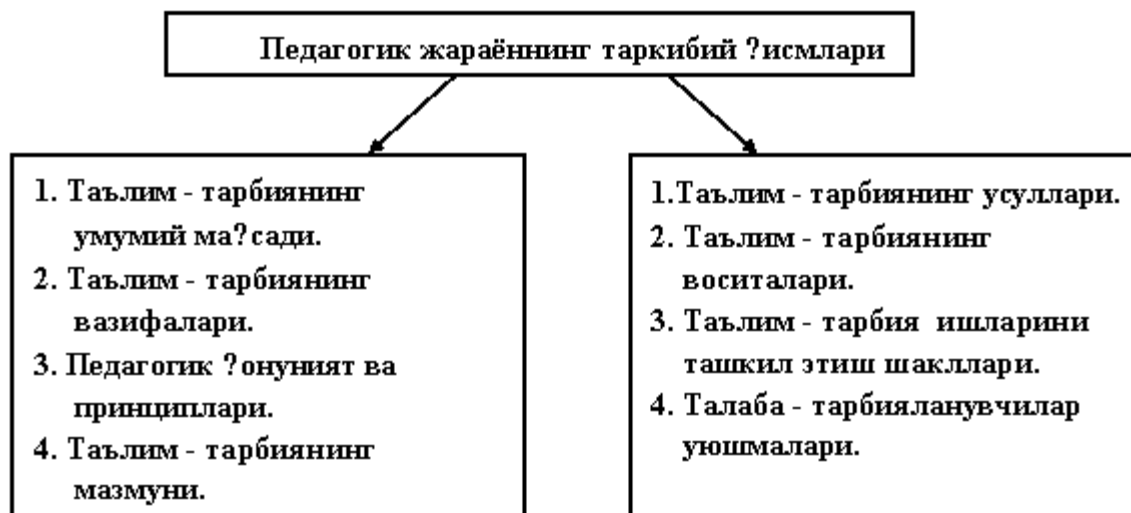 Педагогик жараённинг таркибий ?исмлари
1. Таълим - тарбиянинг
умумий ма?сади.
2. Таълим - тарбиянинг
вазифалари.
3. Педагогик ?онуният ва
принциплари.
4. Таълим - тарбиянинг
мазмуни.
1.Таълим - тарбиянинг усуллари.
2. Таълим - тарбиянинг
воситалари.
3. Таълим - тарбия ишларини
ташкил этиш шакллари.
4. Талаба - тарбияланувчилар
уюшмалари.